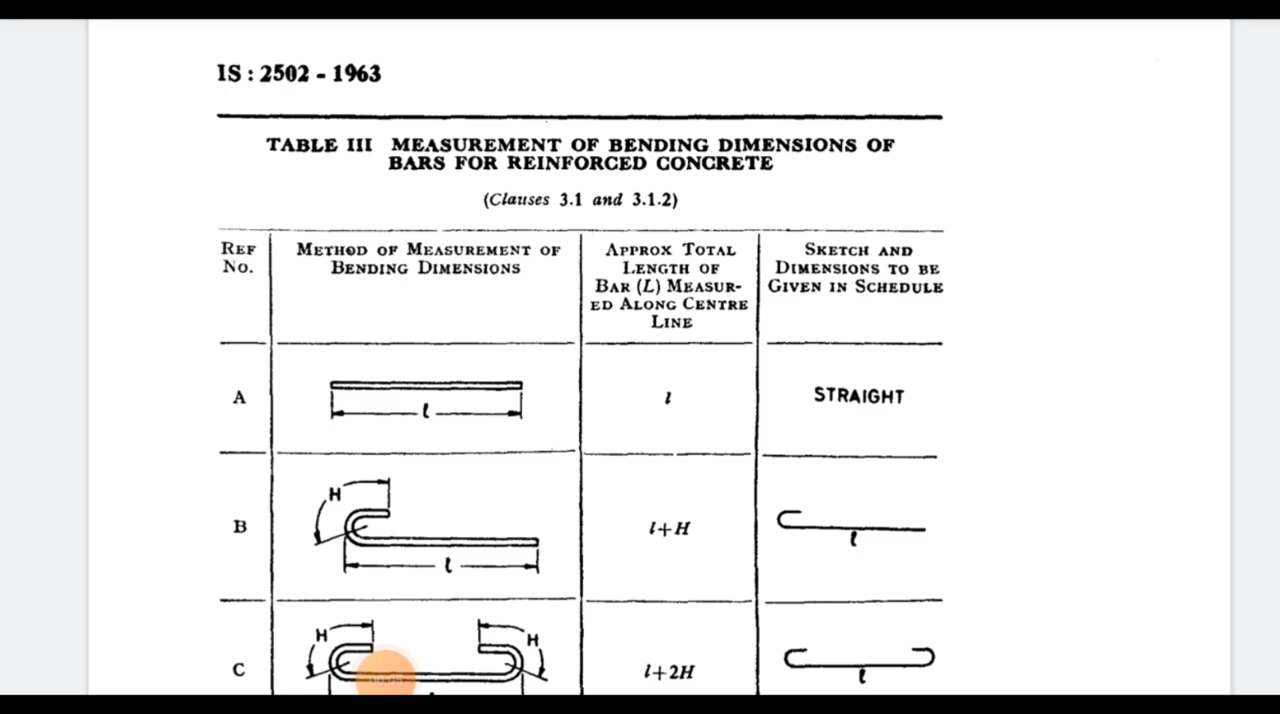 IS : 2502 - 1963
TABLE III MEASUREMENT OF BENDING DIMENSIONS OF
BARS FOR REINFORCED CONCRETE
(Clauses 3.1 and 3.1.2)
REF
No.
METHOD OF MEASUREMENT OF
BENDING DIMENSIONS
APPROX TOTAL
LENGTH OF
BAR (L) MEASUR-
ED ALONG CENTRE
LINE
SKETCH AND
DIMENSIONS TO BE
GIVEN IN SCHEDULE
A
l
l
STRAIGHT
B
H
l
l+H
l
C
H
H
l+2H
l